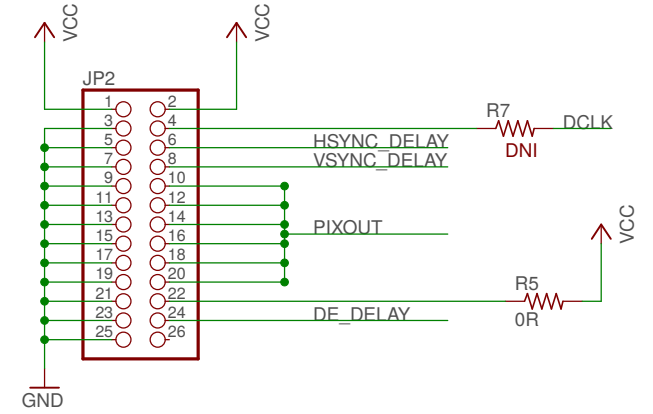 VCC
VCC
JP2
1 2
3 4
5 6
7 8
9 10
11 12
13 14
15 16
17 18
19 20
21 22
23 24
25 26
R7
DCLK
DNI
HSYNC_DELAY
VSYNC_DELAY
PIXOUT
VCC
R5
0R
DE_DELAY
GND